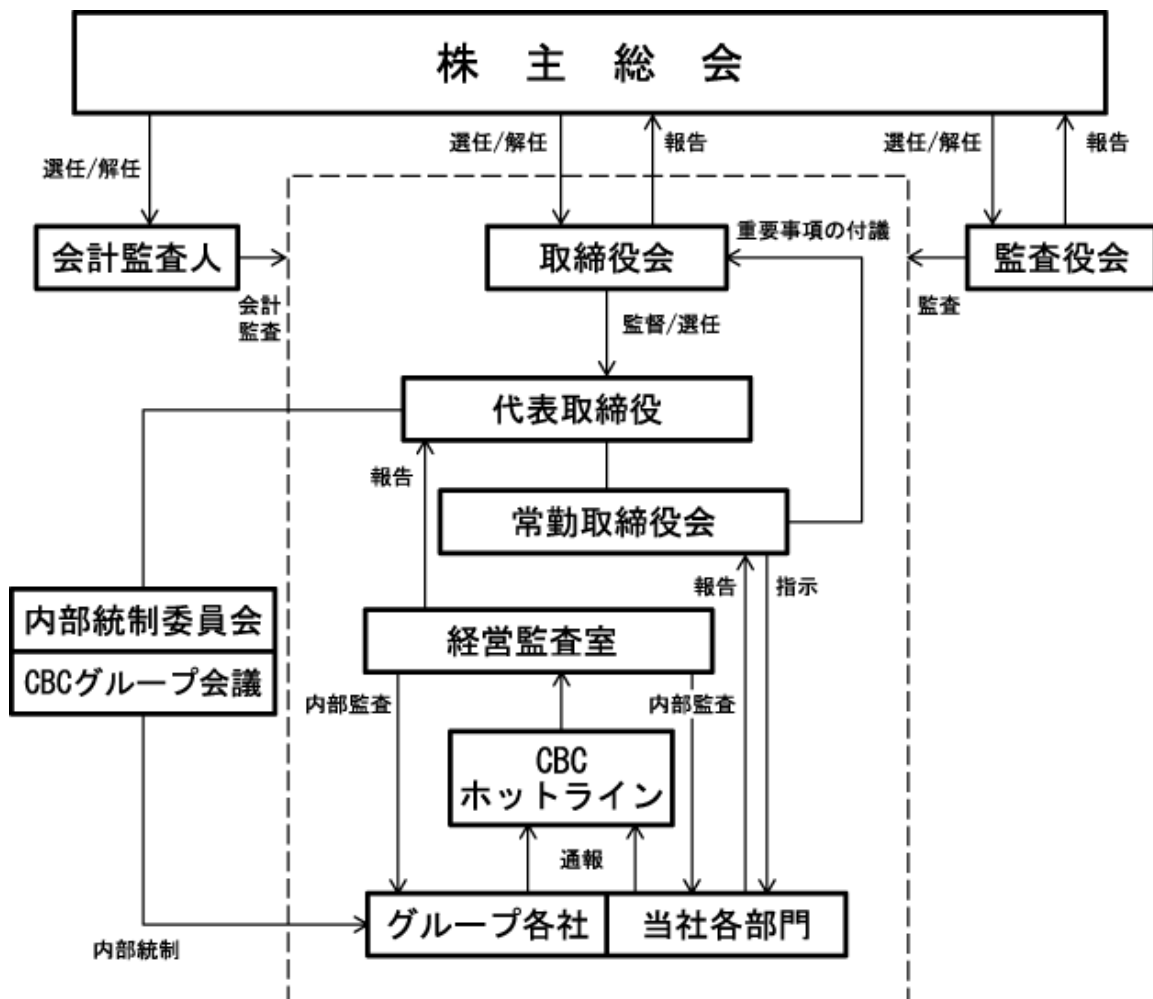 株主総会
選任/解任
選任/解任
報告
選任/解任
報告
会計監査人
取締役会
重要事項の付議
監査役会
会計
監査
監督/選任
監査
代表取締役
報告
常勤取締役会
報告
指示
内部統制委員会
CBCグループ会議
経営監査室
内部監査
内部監査
CBC
ホットライン
通報
グループ各社
当社各部門
内部統制